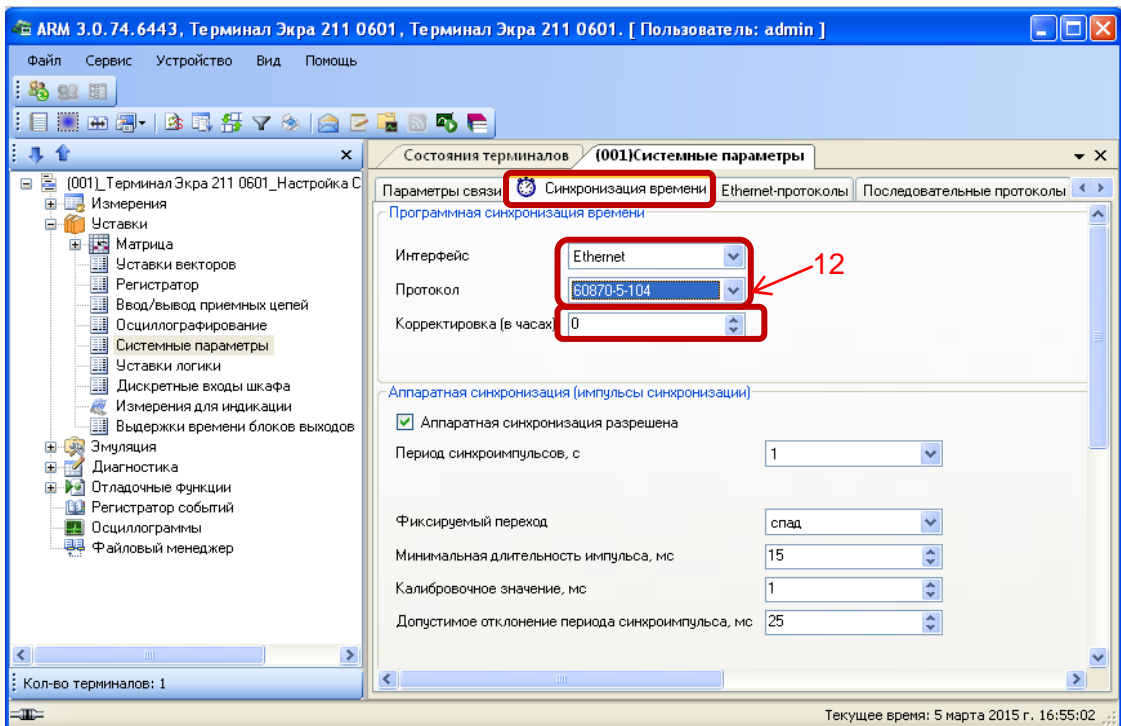 ARM 3.0.74.6443, Терминал Экра 211 0601, Терминал Экра 211 0601. [ Пользователь: admin ]
Файл Сервис Устройство Вид Помощь
Состояния терминалов (001)Системные параметры
(001)_Терминал Экра 211 0601_Настройка С
Измерения
Уставки
Матрица
Уставки векторов
Регистратор
Ввод/вывод приемных цепей
Осциллографирование
Системные параметры
Уставки логики
Дискретные входы шкафа
Измерения для индикации
Выдержки времени блоков выходов
Эмуляция
Диагностика
Отладочные функции
Регистратор событий
Осциллограммы
Файловый менеджер
Кол-во терминалов: 1
Параметры связи Синхронизация времени Ethernet-протоколы Последовательные протоколы
Программная синхронизация времени
Интерфейс Ethernet
12
Протокол 60870-5-104
Корректировка (в часах) 0
Аппаратная синхронизация (импульсы синхронизации)
Аппаратная синхронизация разрешена
Период синхроимпульсов, с 1
Фиксируемый переход спад
Минимальная длительность импульса, мс 15
Калибровочное значение, мс 1
Допустимое отклонение периода синхроимпульса, мс 25
Текущее время: 5 марта 2015 г. 16:55:02